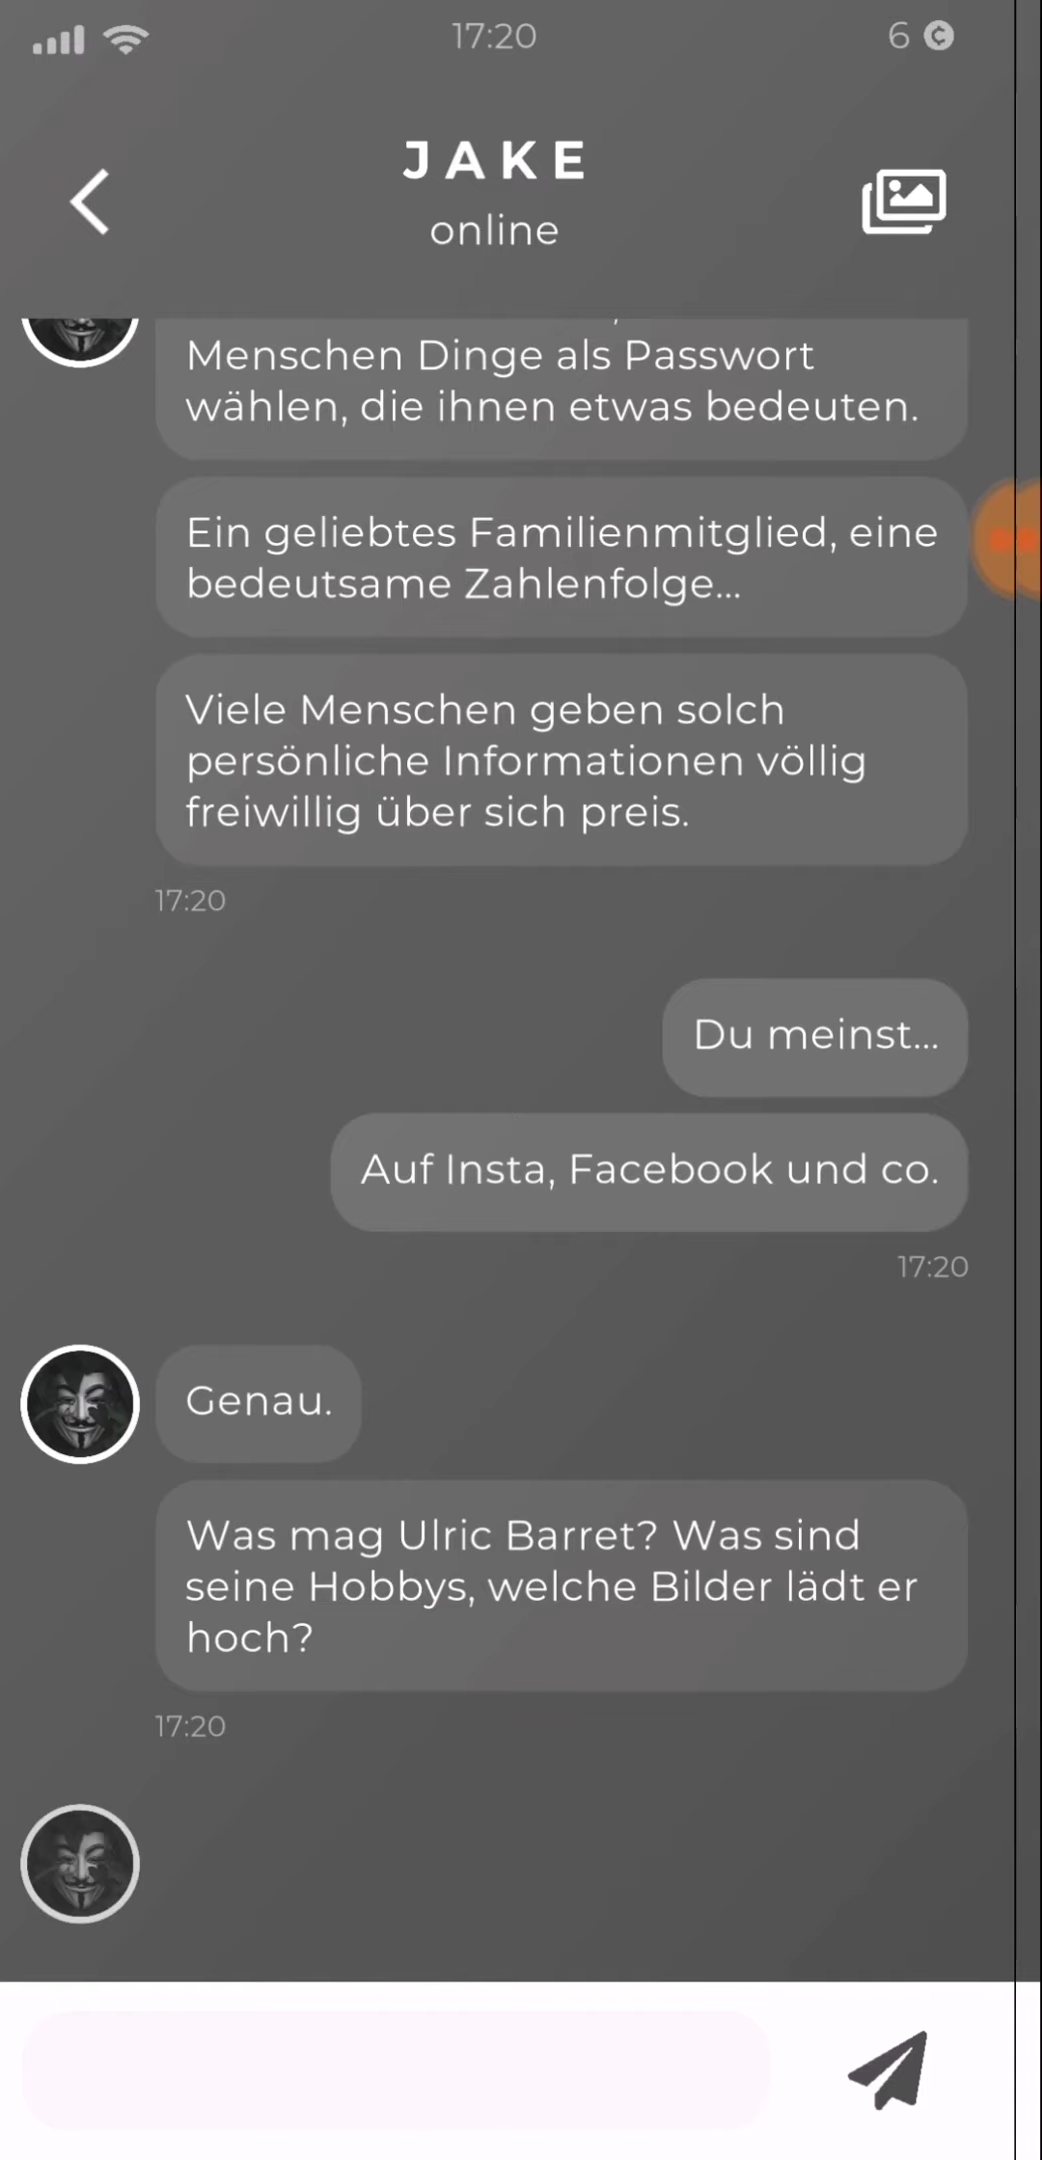 17:20
6
JAKE
online
Menschen Dinge als Passwort
wählen, die ihnen etwas bedeuten.
Ein geliebtes Familienmitglied, eine
bedeutsame Zahlenfolge...
Viele Menschen geben solch
persönliche Informationen völlig
freiwillig über sich preis.
17:20
Du meinst...
Auf Insta, Facebook und co.
17:20
Genau.
Was mag Ulric Barret? Was sind
seine Hobbys, welche Bilder lädt er
hoch?
17:20